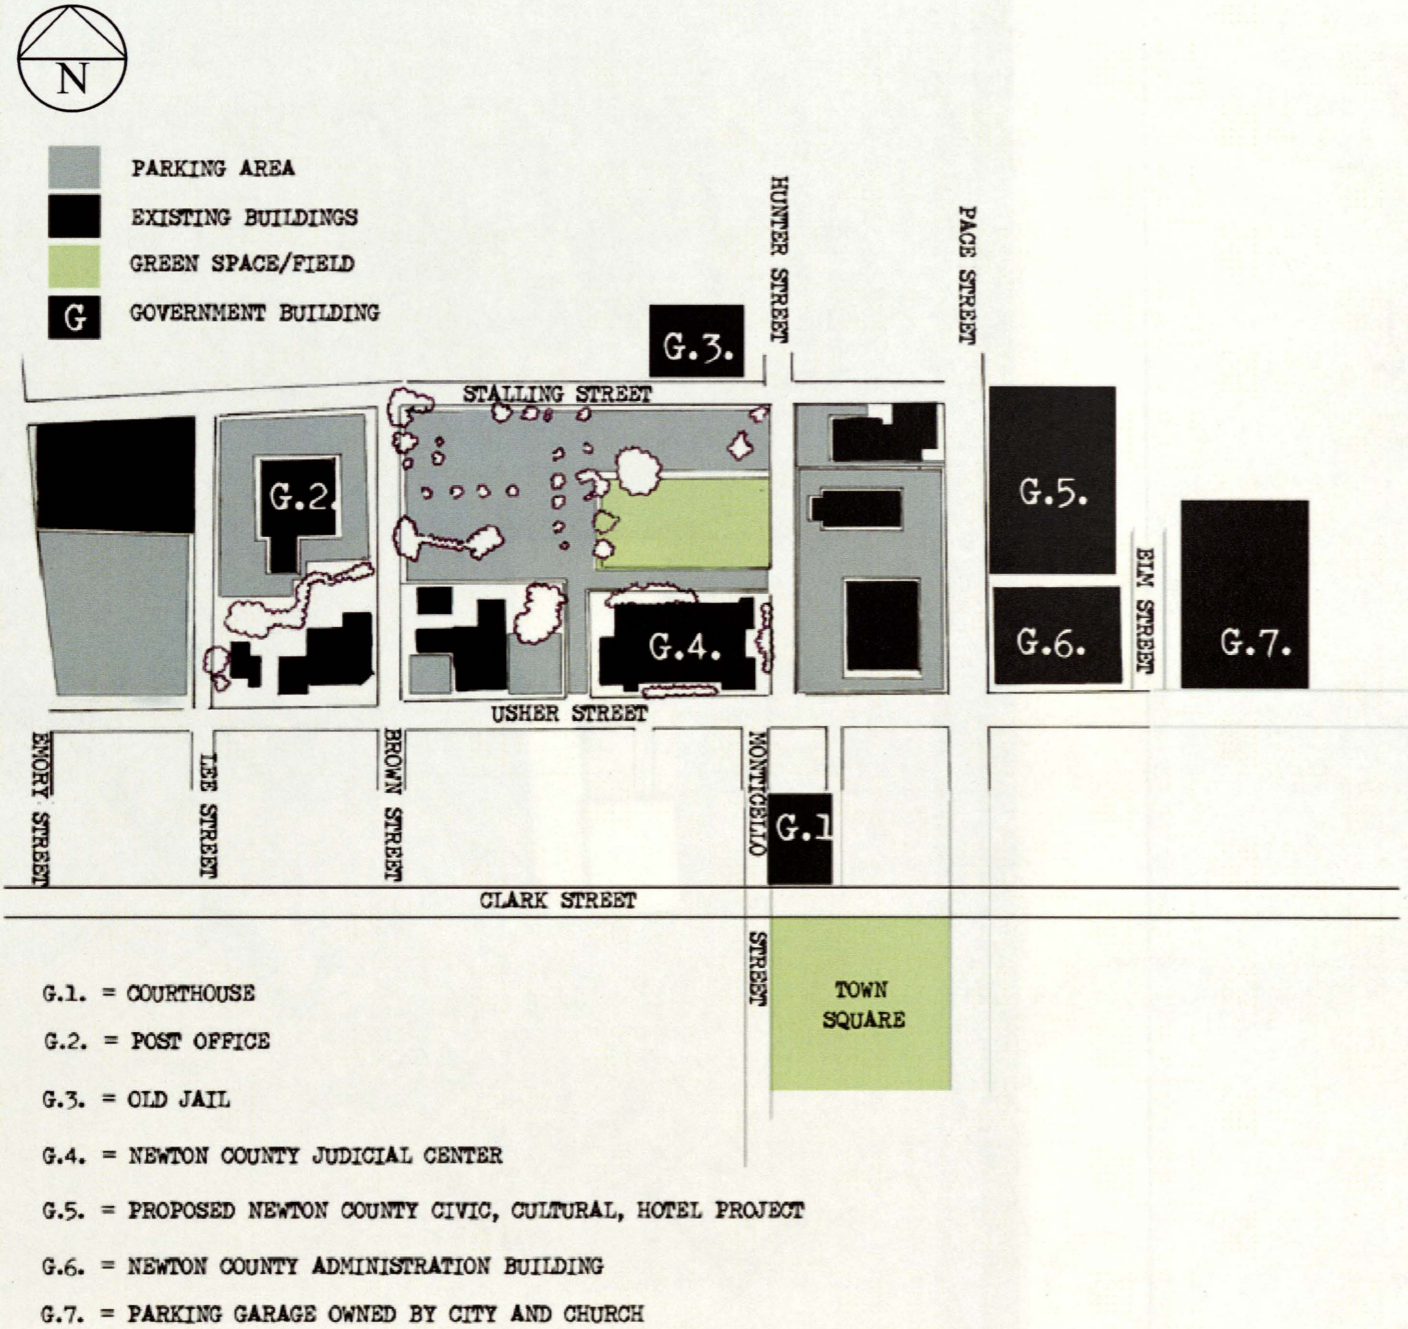 N
PARKING AREA
EXISTING BUILDINGS
GREEN SPACE/FIELD
G GOVERNMENT BUILDING
HUNTER STREET
PACE STREET
G.3.
STALLING STREET
G.2.
G.5.
G.4.
G.6.
ELM STREET
G.7.
USHER STREET
EMORY STREET
LEE STREET
BROWN STREET
MONTICELLO
G.1
CLARK STREET
STREET
TOWN
SQUARE
G.1. = COURTHOUSE
G.2. = POST OFFICE
G.3. = OLD JAIL
G.4. = NEWTON COUNTY JUDICIAL CENTER
G.5. = PROPOSED NEWTON COUNTY CIVIC, CULTURAL, HOTEL PROJECT
G.6. = NEWTON COUNTY ADMINISTRATION BUILDING
G.7. = PARKING GARAGE OWNED BY CITY AND CHURCH